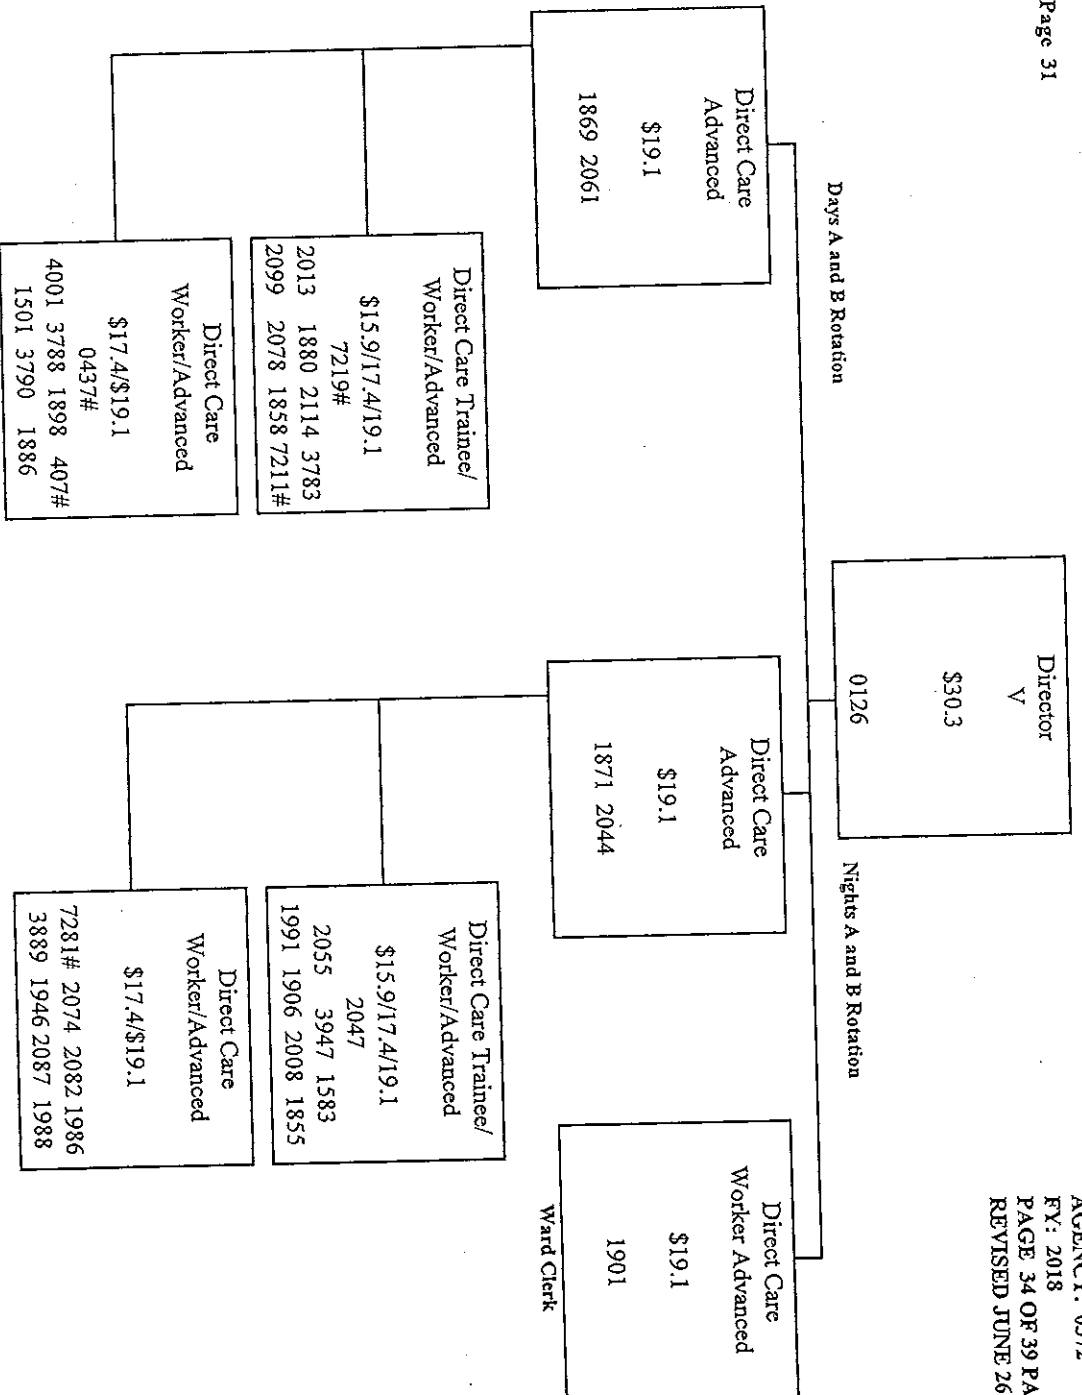 Page 31
AGENCY: 0372
FY: 2018
PAGE 34 OF 39 PA
REVISED JUNE 26
Director
V
$30.3
0126
Days A and B Rotation
Nights A and B Rotation
Direct Care
Advanced
$19.1
1869 2061
Direct Care
Advanced
$19.1
1871 2044
Direct Care
Worker Advanced
$19.1
1901
Ward Clerk
Direct Care Trainee/
Worker/Advanced
$15.9/17.4/19.1
7219#
2013 1880 2114 3783
2099 2078 1858 7211#
Direct Care Trainee/
Worker/Advanced
$15.9/17.4/19.1
2047
2055 3947 1583
1991 1906 2008 1855
Direct Care
Worker/Advanced
$17.4/$19.1
0437#
4001 3788 1898 407#
1501 3790 1886
Direct Care
Worker/Advanced
$17.4/$19.1
7281# 2074 2082 1986
3889 1946 2087 1988